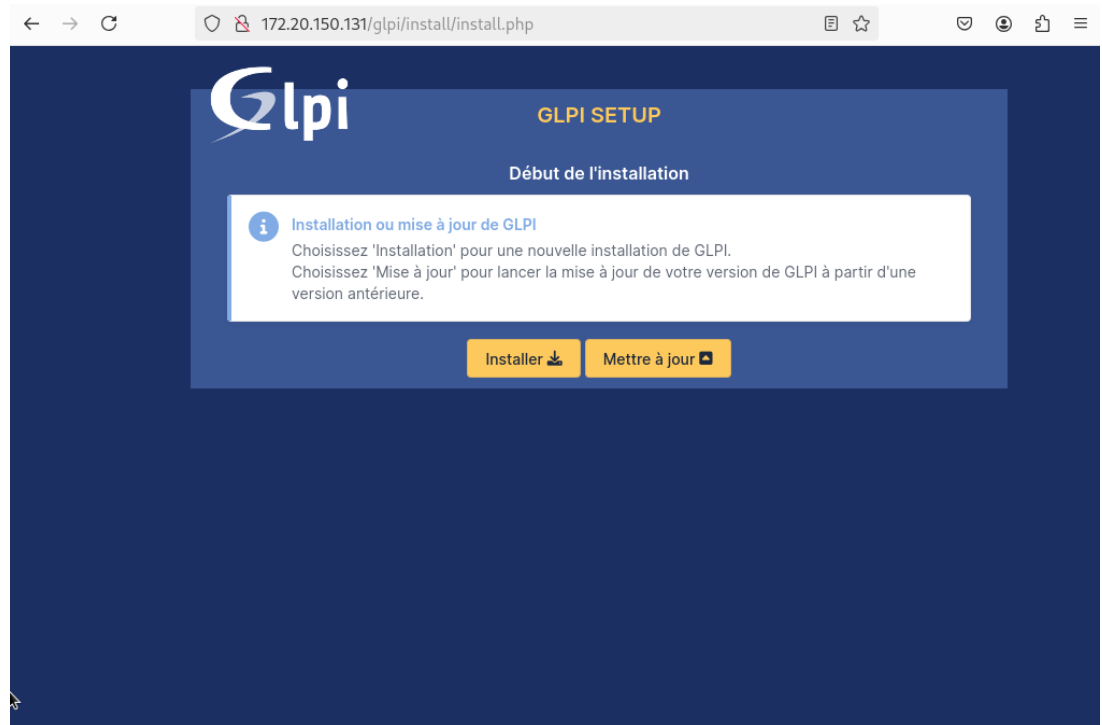 172.20.150.131/glpi/install/install.php
Glpi
GLPI SETUP
Début de l'installation
Installation ou mise à jour de GLPI
Choisissez 'Installation' pour une nouvelle installation de GLPI.
Choisissez 'Mise à jour' pour lancer la mise à jour de votre version de GLPI à partir d'une
version antérieure.
Installer
Mettre à jour